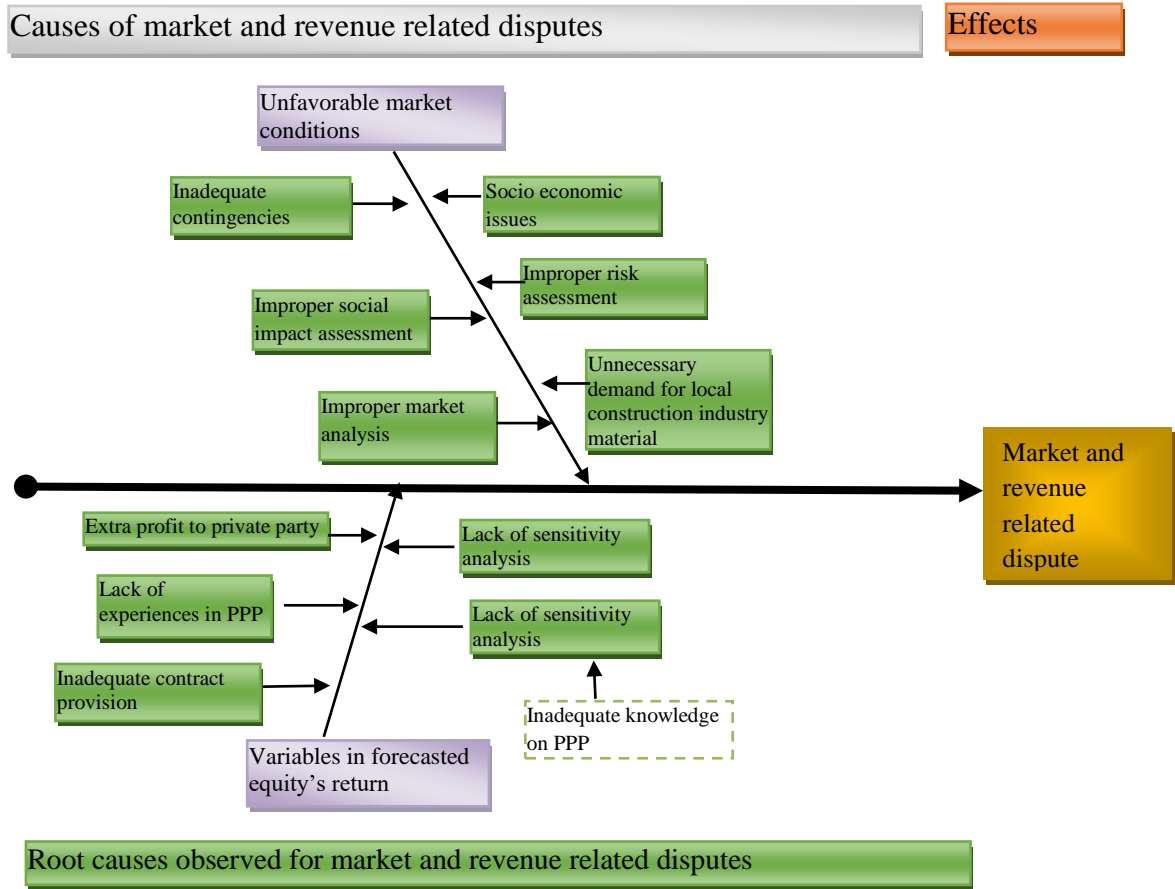 Causes of market and revenue related disputes
Effects
Unfavorable market
conditions
Inadequate
contingencies
Socio economic
issues
Improper risk
assessment
Improper social
impact assessment
Unnecessary
demand for local
construction industry
material
Improper market
analysis
Market and
revenue
related
dispute
Extra profit to private party
Lack of sensitivity
analysis
Lack of
experiences in PPP
Lack of sensitivity
analysis
Inadequate contract
provision
Inadequate knowledge
on PPP
Variables in forecasted
equity’s return
Root causes observed for market and revenue related disputes